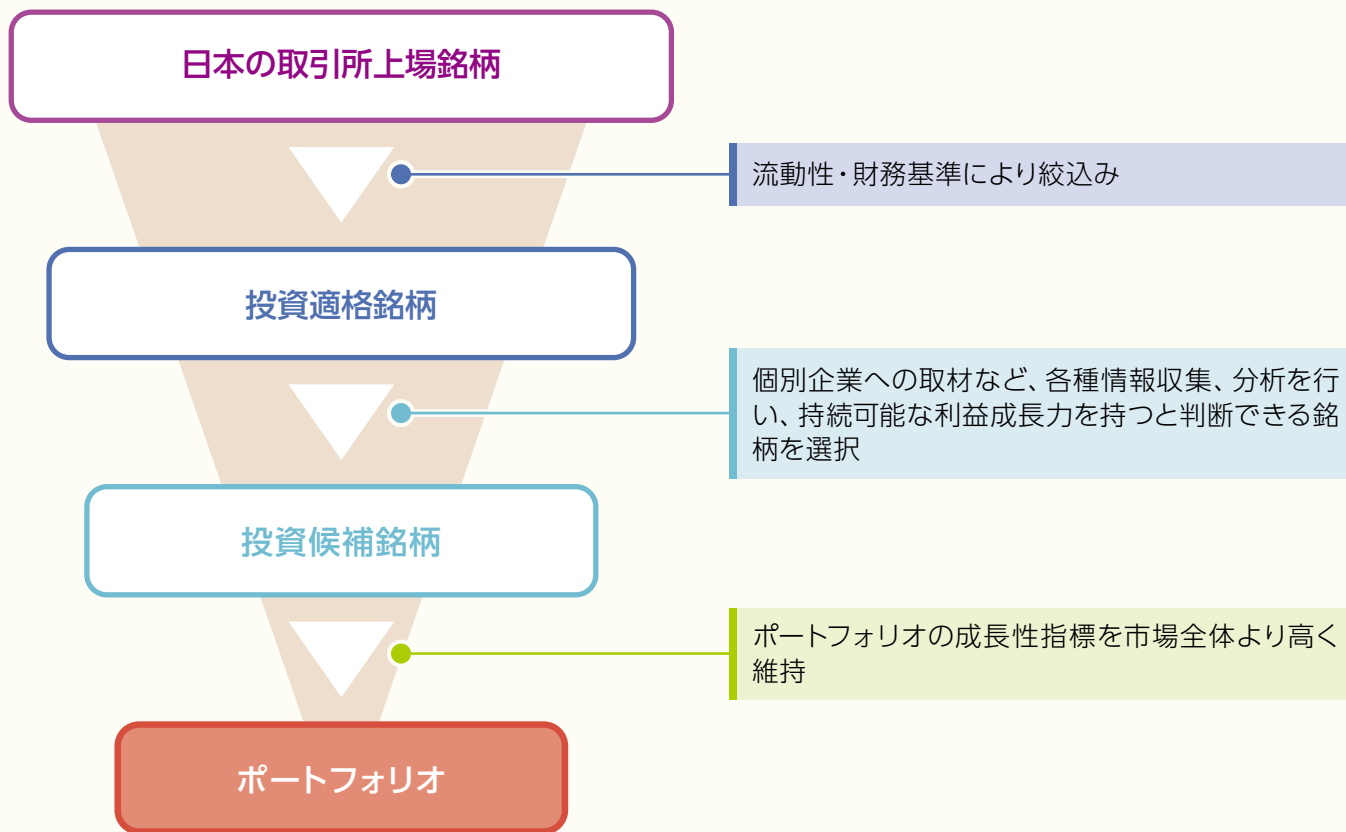 日本の取引所上場銘柄
流動性・財務基準により絞込み
投資適格銘柄
個別企業への取材など、各種情報収集、分析を行
い、持続可能な利益成長力を持つと判断できる銘
柄を選択
投資候補銘柄
ポートフォリオの成長性指標を市場全体より高く
維持
ポートフォリオ